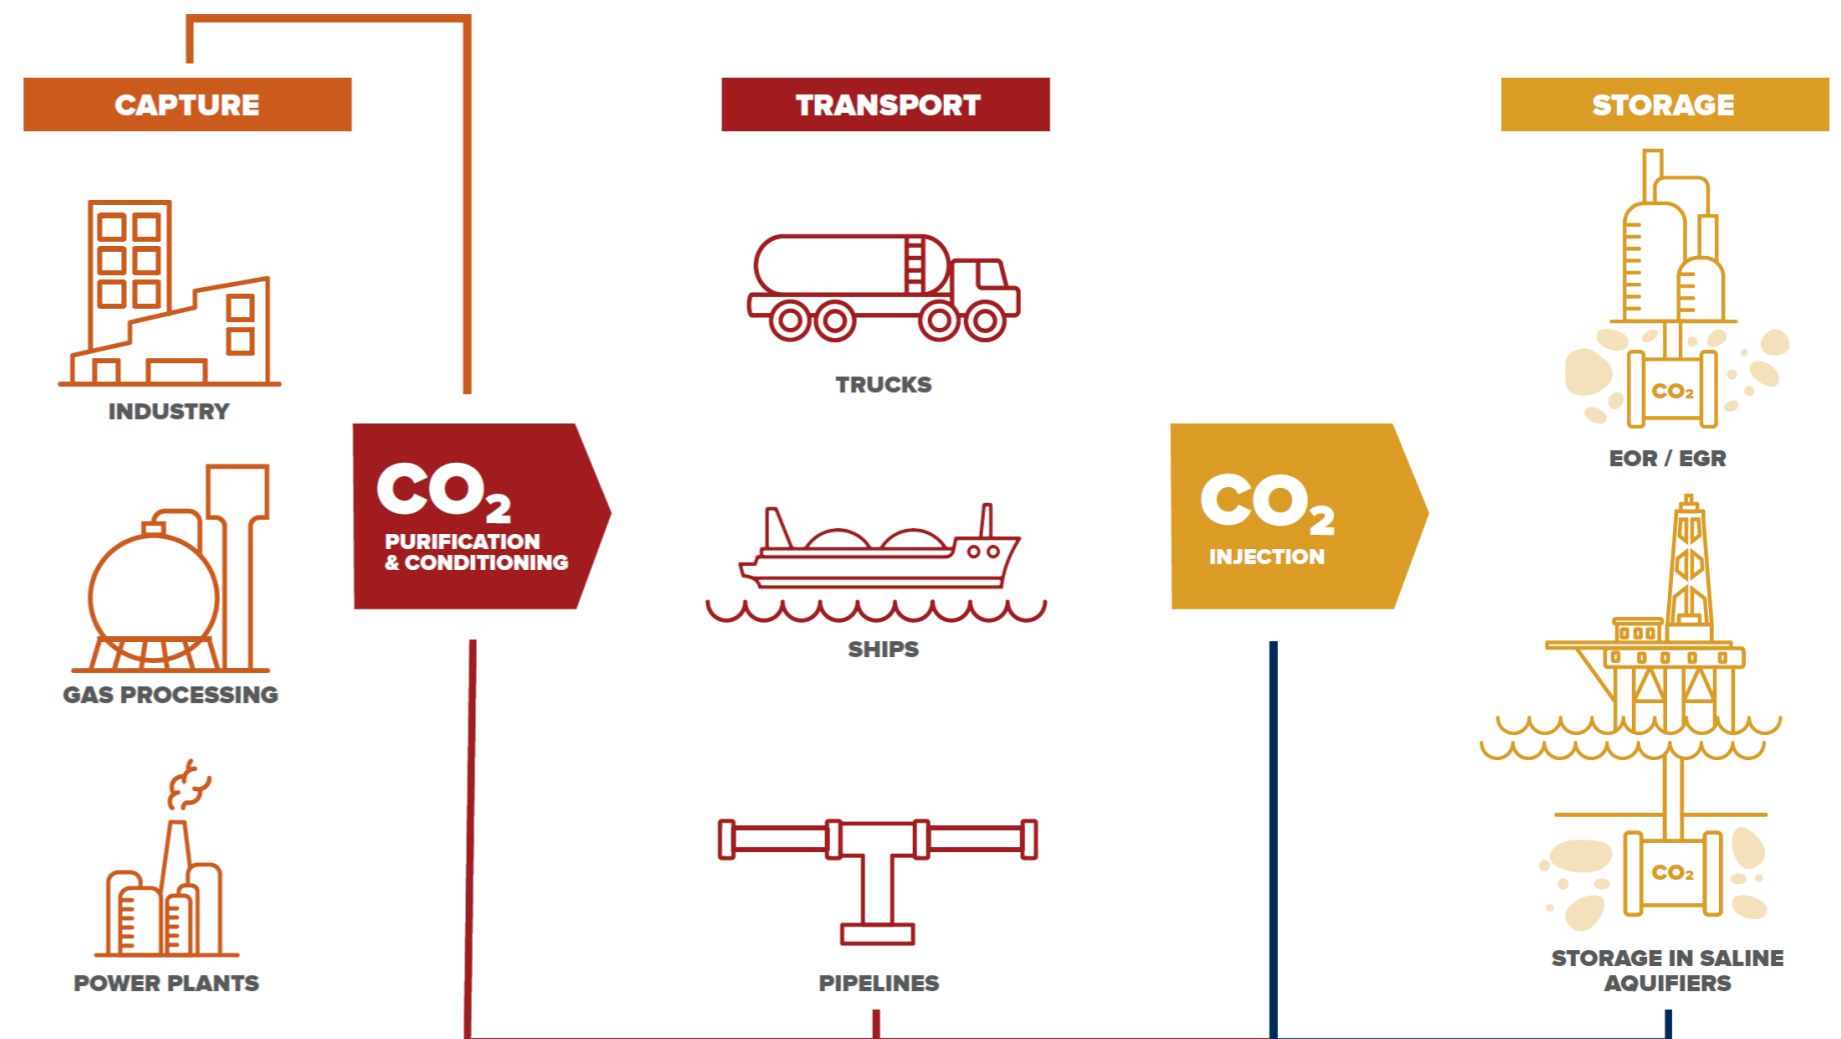 CAPTURE
INDUSTRY
GAS PROCESSING
POWER PLANTS
CO₂
PURIFICATION
& CONDITIONING
TRANSPORT
TRUCKS
SHIPS
PIPELINES
CO₂
INJECTION
STORAGE
CO₂
EOR / EGR
CO₂
STORAGE IN SALINE
AQUIFIERS